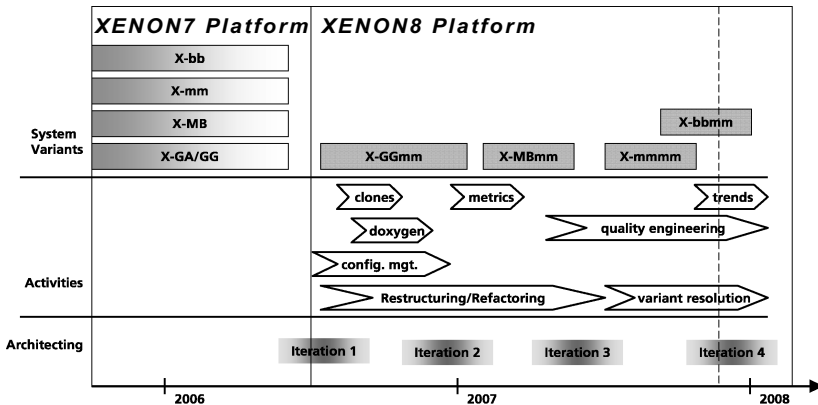 XENON7 Platform
XENON8 Platform
X-bb
X-mm
X-MB
X-bbmm
System
Variants
X-GA/GG
X-GGmm
X-MBmm
X-mmmm
clones
metrics
trends
doxygen
quality engineering
config. mgt.
Activities
Restructuring/Refactoring
variant resolution
Architecting
Iteration 1
Iteration 2
Iteration 3
Iteration 4
2006
2007
2008